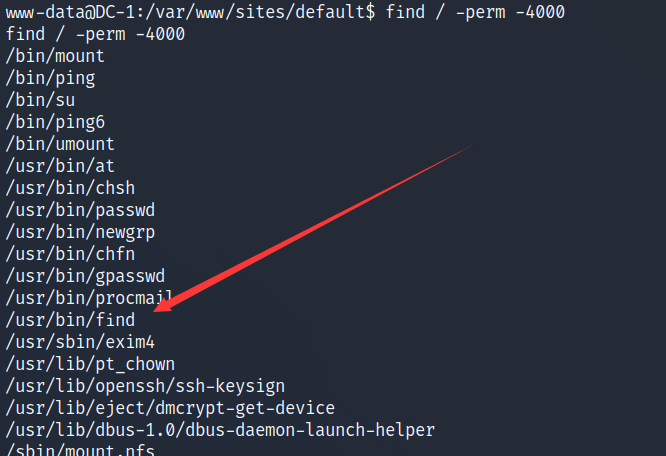 www-data@DC-1:/var/www/sites/default$ find / -perm -4000
find / -perm -4000
/bin/mount
/bin/ping
/bin/su
/bin/ping6
/bin/umount
/usr/bin/at
/usr/bin/chsh
/usr/bin/passwd
/usr/bin/newgrp
/usr/bin/chfn
/usr/bin/gpasswd
/usr/bin/procmail
/usr/bin/find
/usr/sbin/exim4
/usr/lib/pt_chown
/usr/lib/openssh/ssh-keysign
/usr/lib/eject/dmcrypt-get-device
/usr/lib/dbus-1.0/dbus-daemon-launch-helper
/sbin/mount.nfs